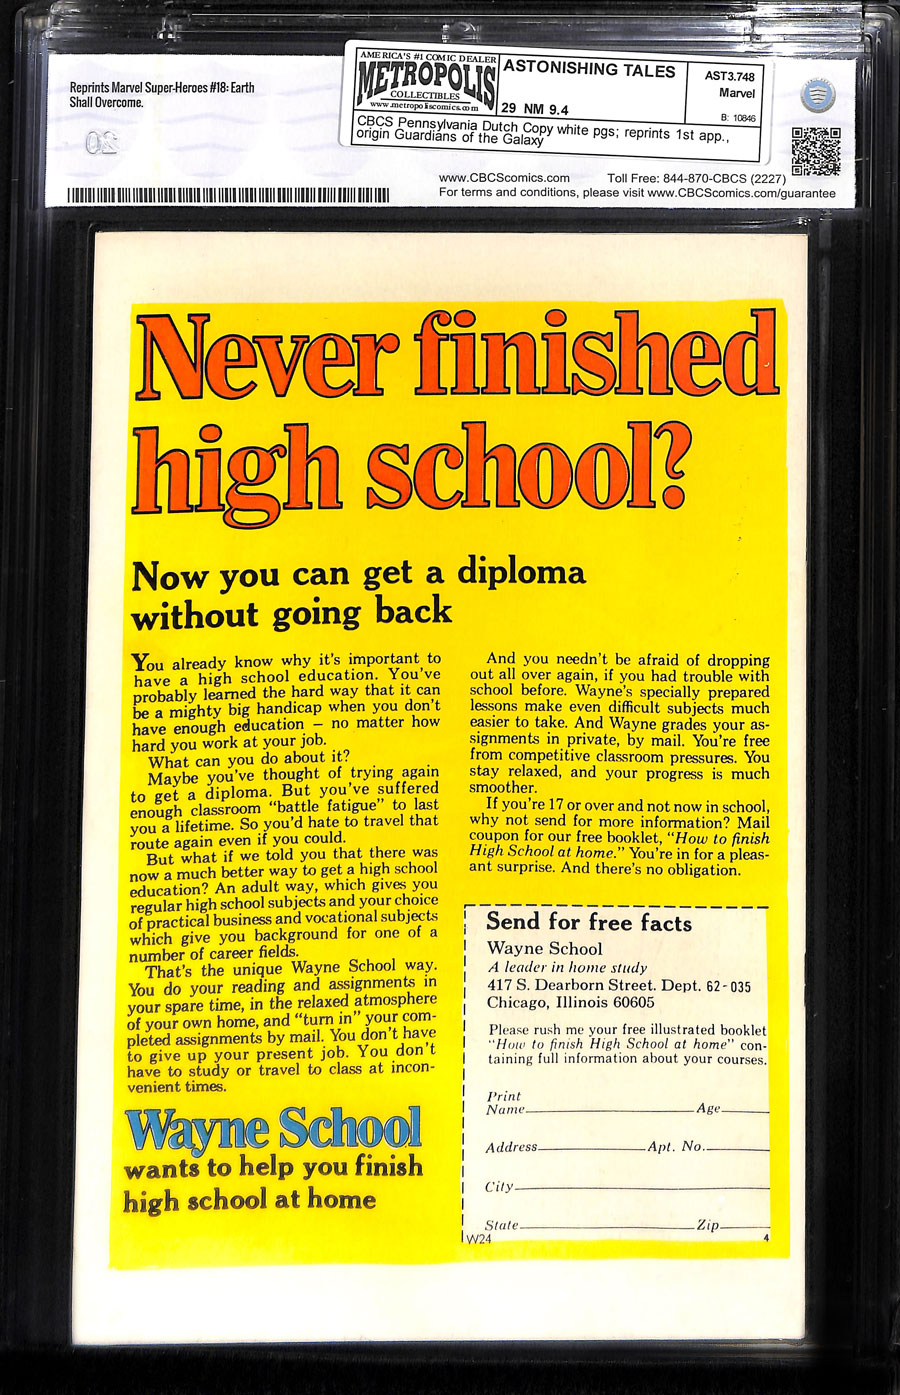 Reprints Marvel Super-Heroes #18: Earth
Shall Overcome.
AMERICA'S #1 COMIC DEALER
METROPOLIS
COLLECTIBLES
www.metropoliscomics.com
ASTONISHING TALES
29 NM 9.4
AST3.748
Marvel
B: 10846
CBCS Pennsylvania Dutch Copy white pgs; reprints 1st app.,
origin Guardians of the Galaxy
www.CBCScomics.com Toll Free: 844-870-CBCS (2227)
For terms and conditions, please visit www.CBCScomics.com/guarantee
Never finished
high school?
Now you can get a diploma
without going back
You already know why it's important to
have a high school education. You've
probably learned the hard way that it can
be a mighty big handicap when you don't
have enough education – no matter how
hard you work at your job.
What can you do about it?
Maybe you've thought of trying again
to get a diploma. But you've suffered
enough classroom "battle fatigue" to last
you a lifetime. So you'd hate to travel that
route again even if you could.
But what if we told you that there was
now a much better way to get a high school
education? An adult way, which gives you
regular high school subjects and your choice
of practical business and vocational subjects
which give you background for one of a
number of career fields.
That's the unique Wayne School way.
You do your reading and assignments in
your spare time, in the relaxed atmosphere
of your own home, and "turn in" your com-
pleted assignments by mail. You don't have
to give up your present job. You don't
have to study or travel to class at incon-
venient times.
Wayne School
wants to help you finish
high school at home
And you needn't be afraid of dropping
out all over again, if you had trouble with
school before. Wayne's specially prepared
lessons make even difficult subjects much
easier to take. And Wayne grades your as-
signments in private, by mail. You're free
from competitive classroom pressures. You
stay relaxed, and your progress is much
smoother.
If you're 17 or over and not now in school,
why not send for more information? Mail
coupon for our free booklet, "How to finish
High School at home." You're in for a pleas-
ant surprise. And there's no obligation.
Send for free facts
Wayne School
A leader in home study
417 S. Dearborn Street. Dept. 62-035
Chicago, Illinois 60605
Please rush me your free illustrated booklet
"How to finish High School at home" con-
taining full information about your courses.
Print
Name Age
Address Apt. No.
City
State Zip
W24 4